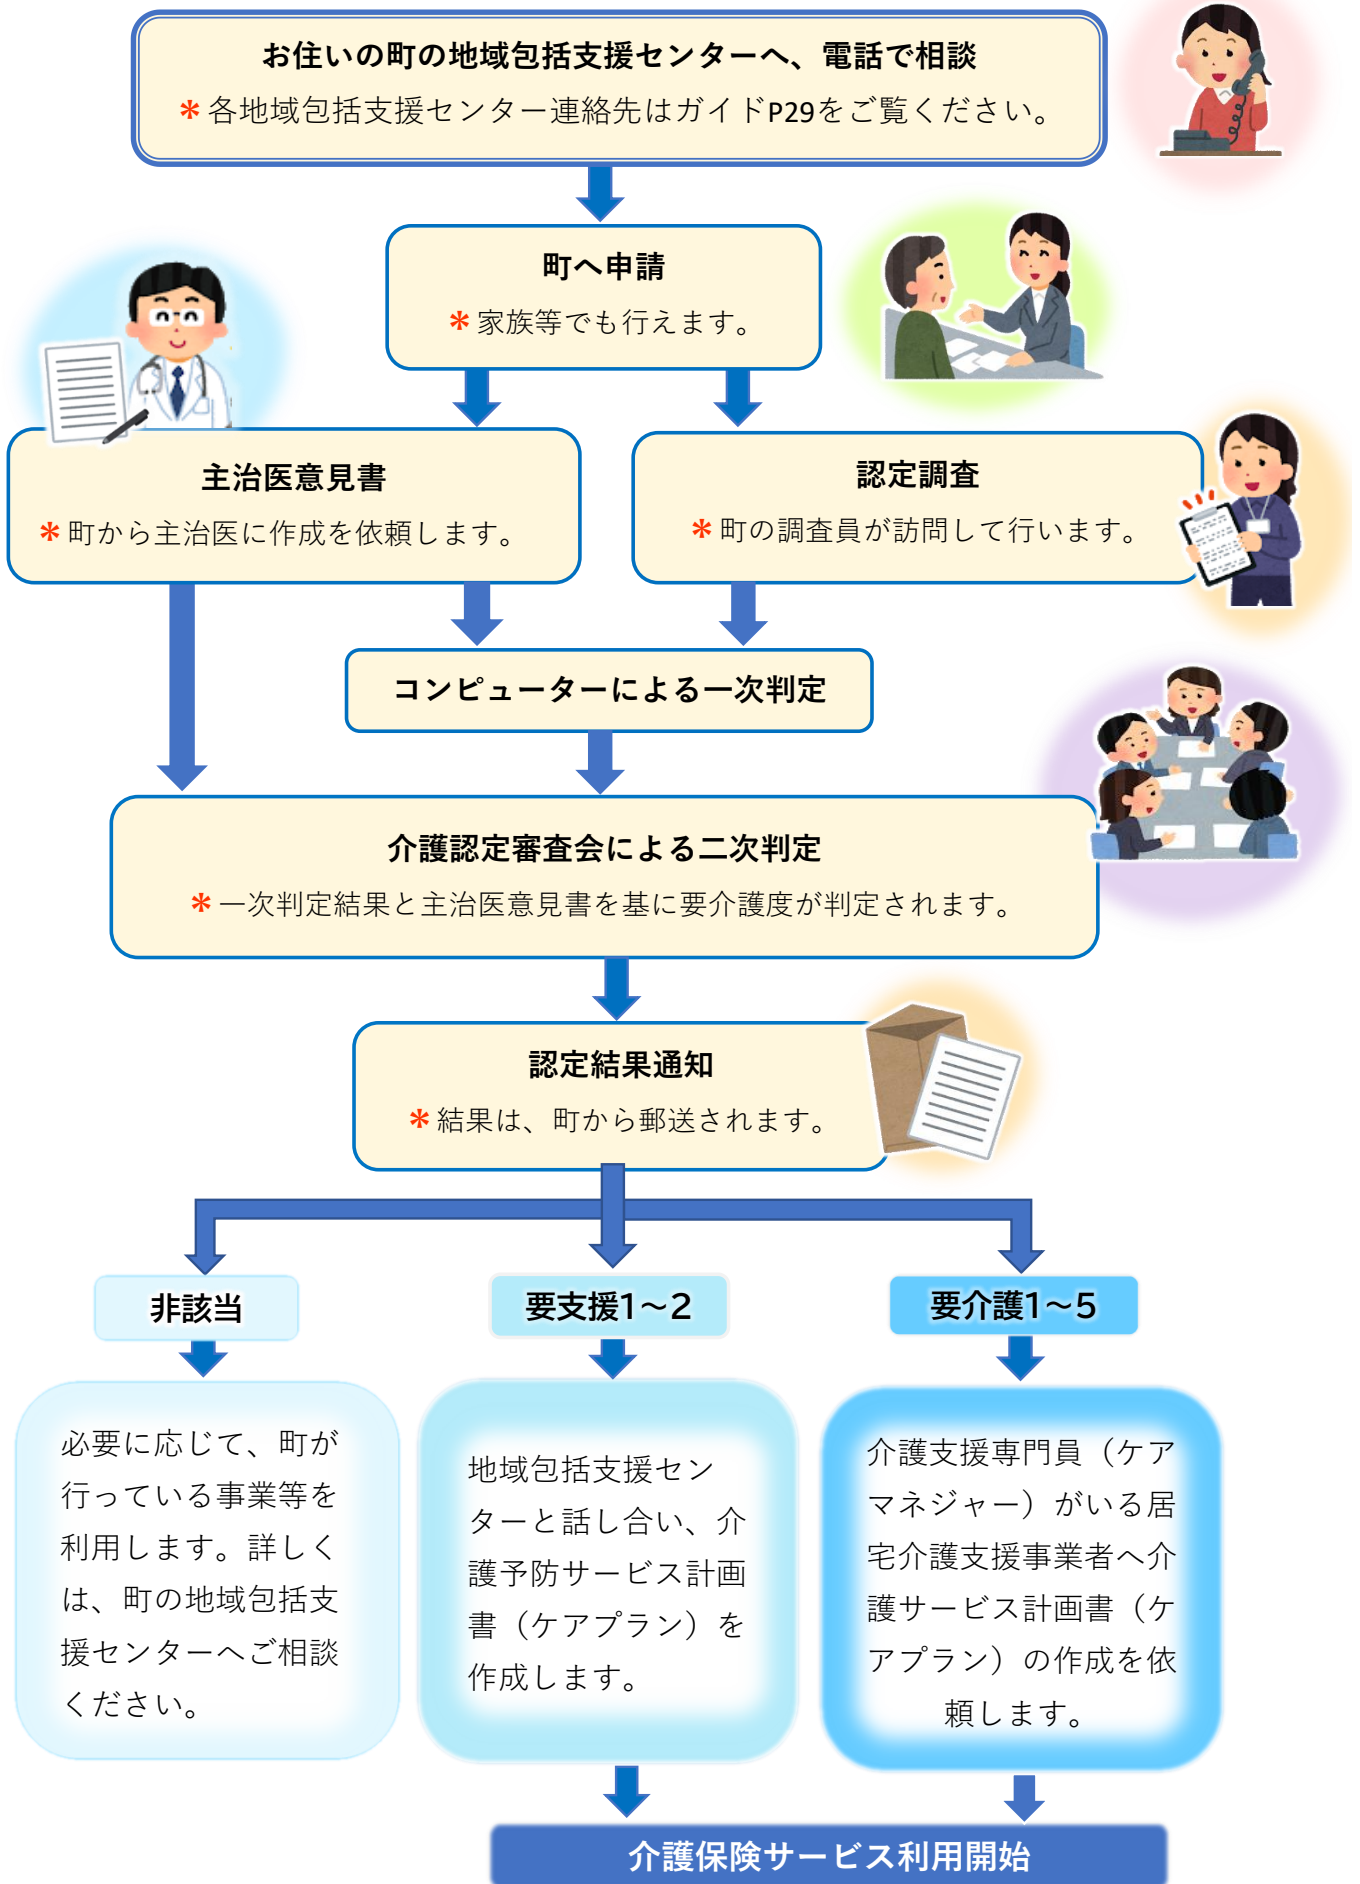 お住いの町の地域包括支援センターへ、電話で相談
＊各地域包括支援センター連絡先はガイドP29をご覧ください。
町へ申請
＊家族等でも行えます。
主治医意見書
＊町から主治医に作成を依頼します。
認定調査
＊町の調査員が訪問して行います。
コンピューターによる一次判定
介護認定審査会による二次判定
＊一次判定結果と主治医意見書を基に要介護度が判定されます。
認定結果通知
＊結果は、町から郵送されます。
非該当
要支援1～2
要介護1～5
必要に応じて、町が
行っている事業等を
利用します。詳しく
は、町の地域包括支
援センターへご相談
ください。
地域包括支援セン
ターと話し合い、介
護予防サービス計画
書（ケアプラン）を
作成します。
介護支援専門員（ケア
マネジャー）がいる居
宅介護支援事業者へ介
護サービス計画書（ケ
アプラン）の作成を依
頼します。
介護保険サービス利用開始